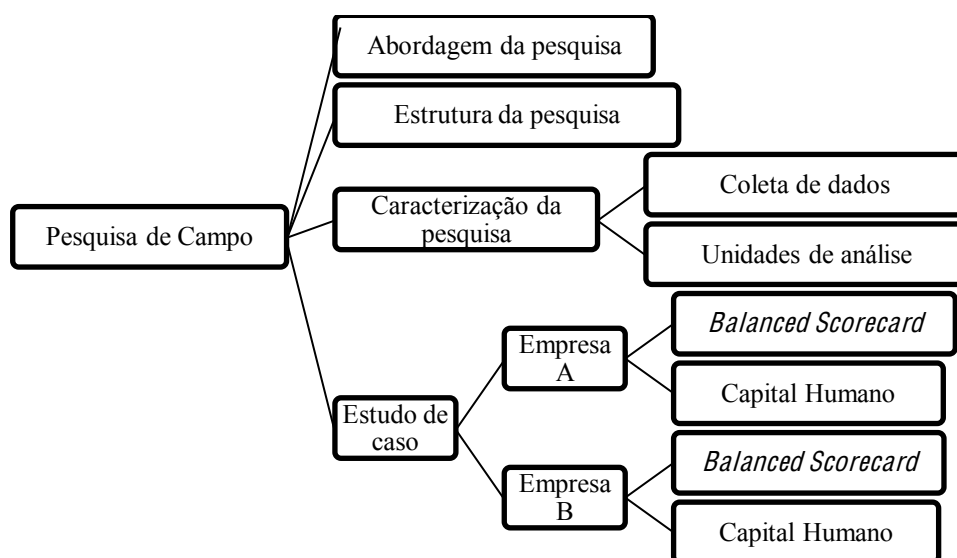 Abordagem da pesquisa
Estrutura da pesquisa
Caracterização da
pesquisa
Coleta de dados
Unidades de análise
Pesquisa de Campo
Estudo de
caso
Empresa
A
Balanced Scorecard
Capital Humano
Empresa
B
Balanced Scorecard
Capital Humano